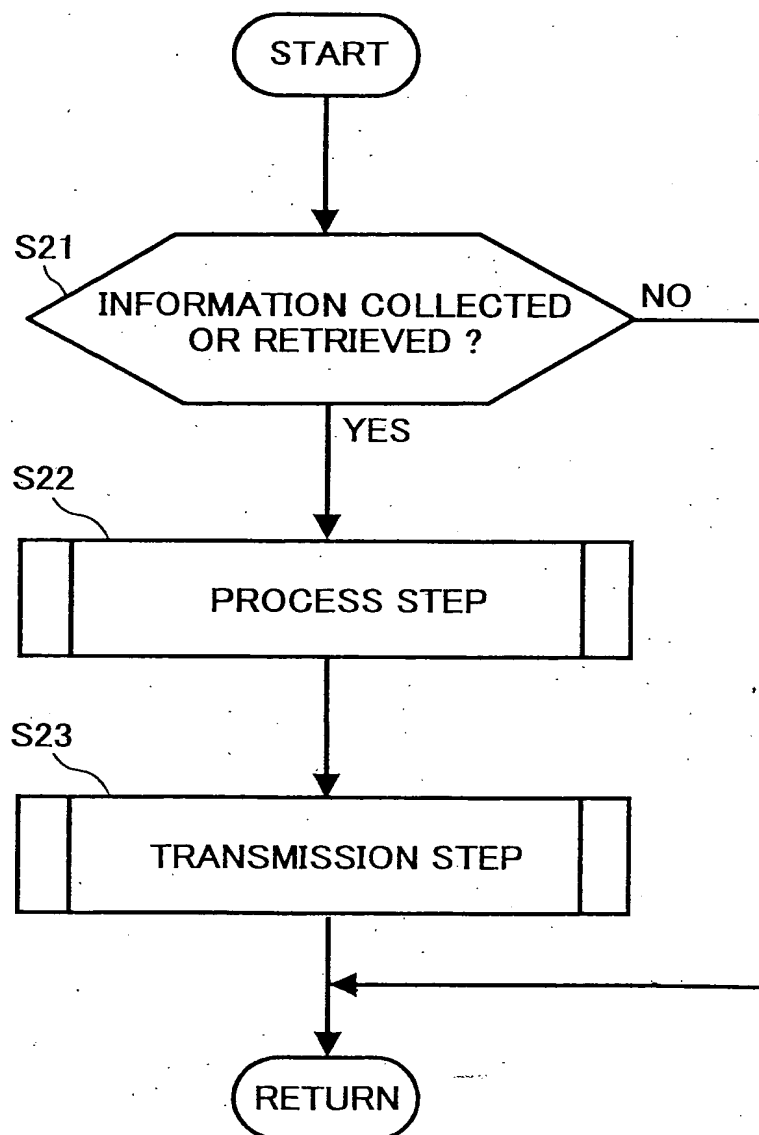 START
S21
INFORMATION COLLECTED
OR RETRIEVED ?
NO
YES
S22
PROCESS STEP
S23
TRANSMISSION STEP
RETURN